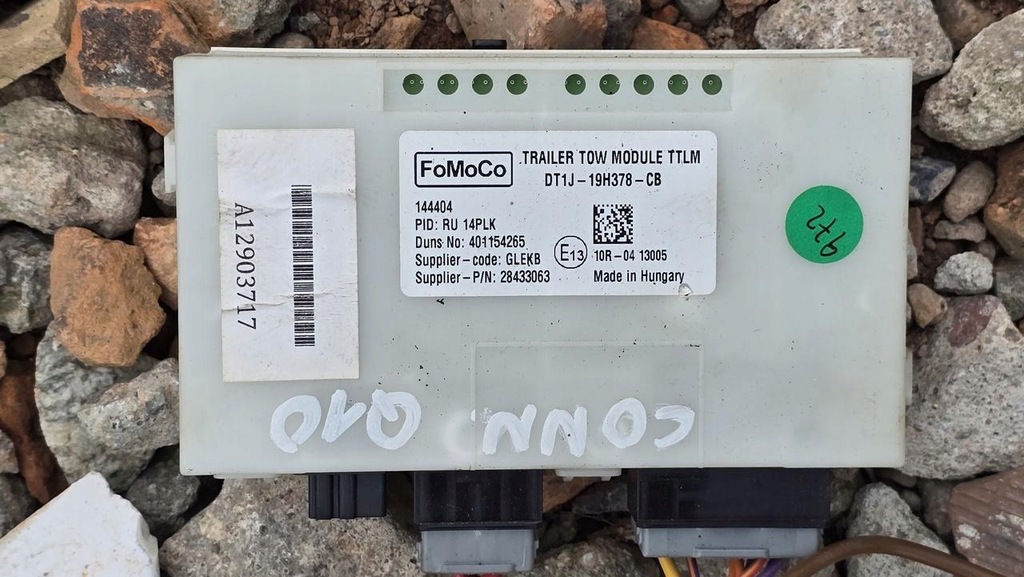 FoMoCo
TRAILER TOW MODULE TTLM
DT1J-19H378-CB
144404
PID: RU 14PLK
Duns No: 401154265
Supplier-code: GLEKB
Supplier-P/N: 28433063
E13
10R-04 13005
Made in Hungary
A12903717
972
CONN